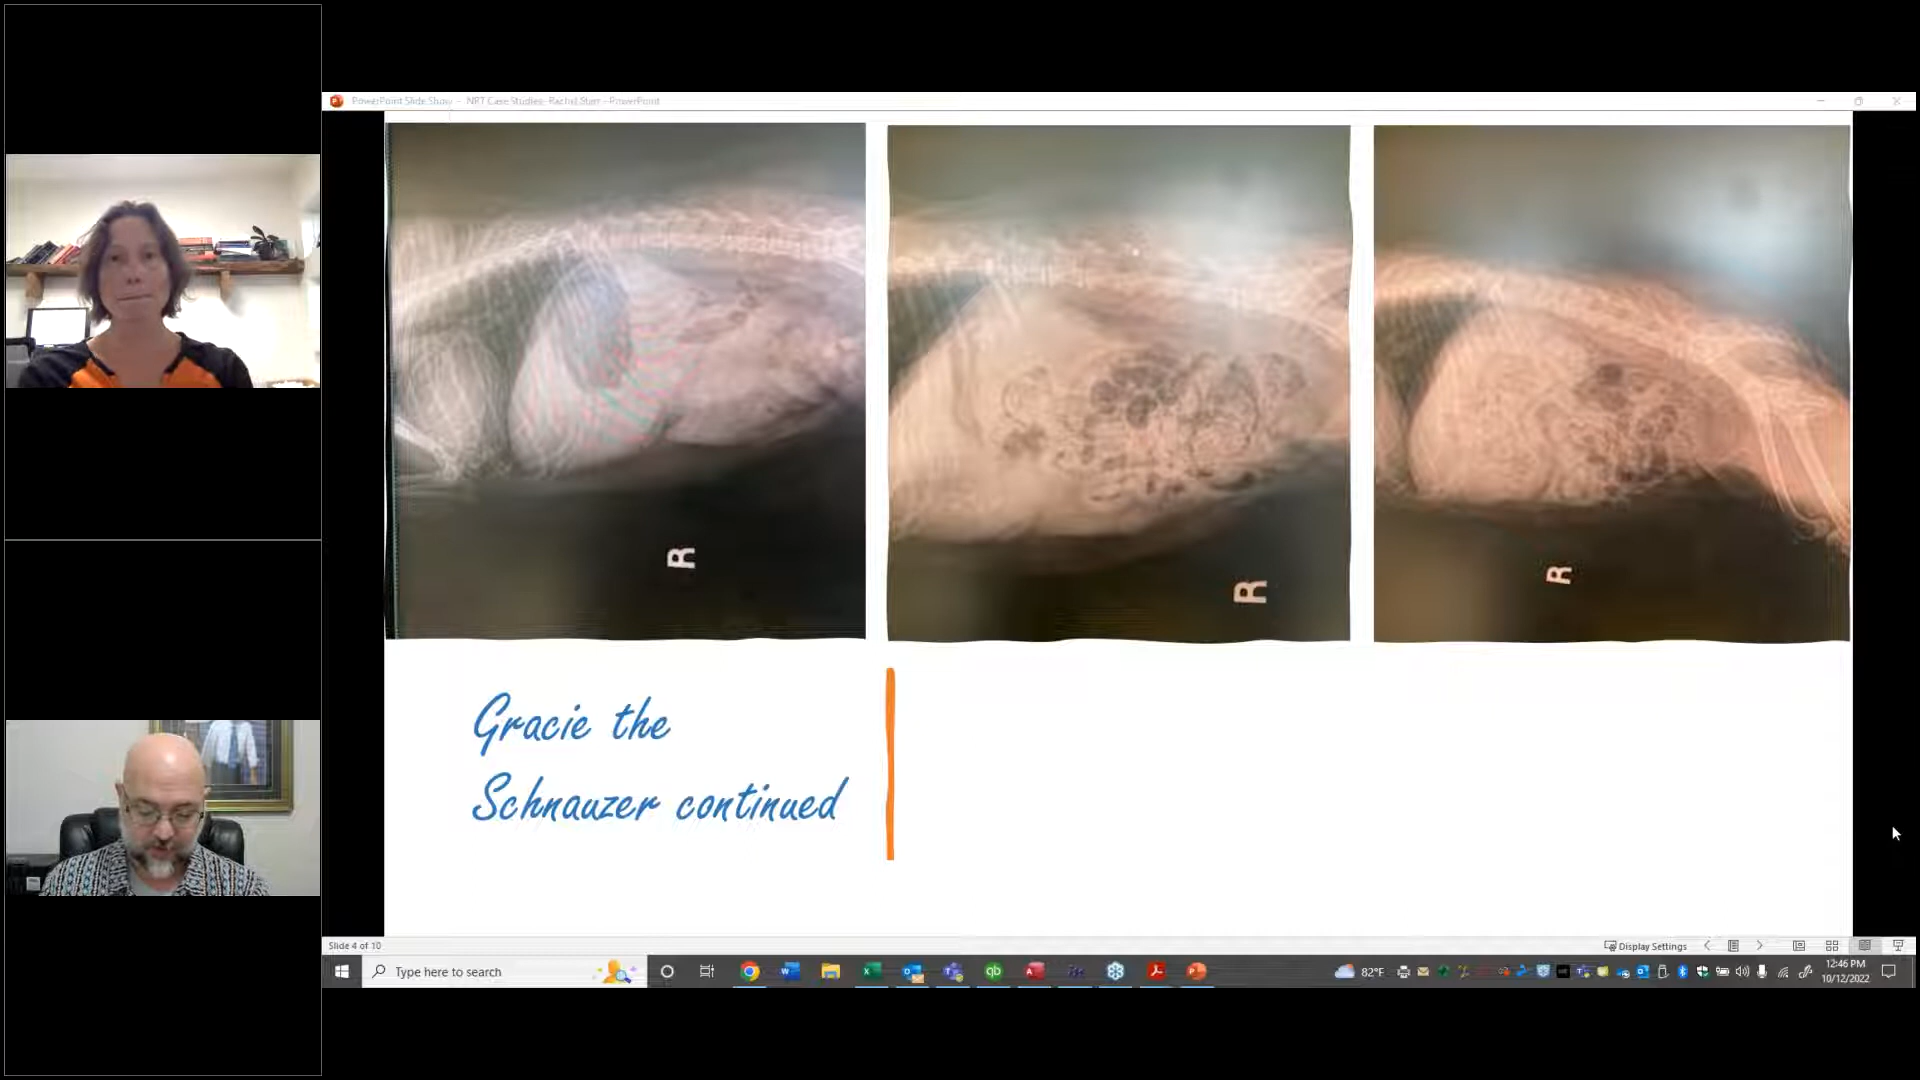 PowerPoint Slide Show - NRT Case Studies- Rachel Starr - PowerPoint
R
R
R
Gracie the
Schnauzer continued
Slide 4 of 10
Display Settings
Type here to search
82°F
12:46 PM
10/12/2022